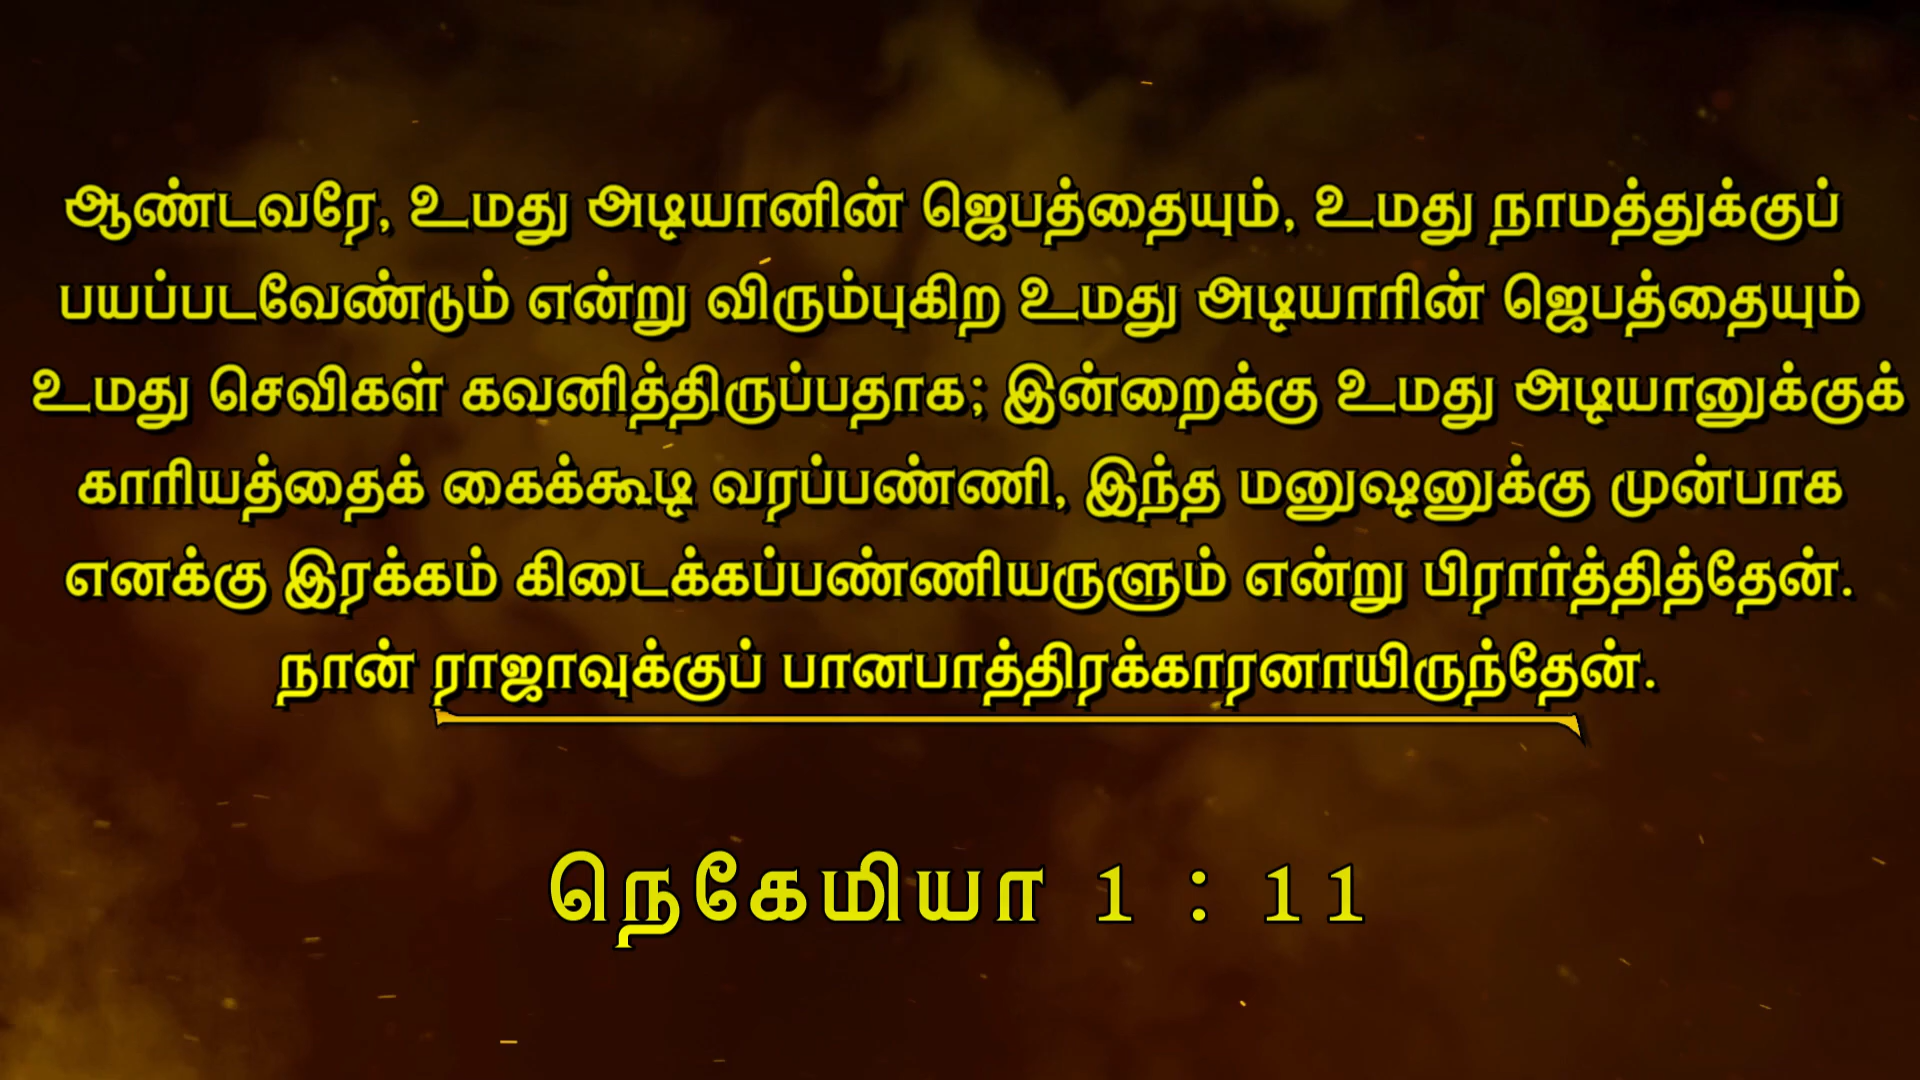 ஆண்டவரே, உமது அடியானின் ஜெபத்தையும், உமது நாமத்துக்குப்
பயப்படவேண்டும் என்று விரும்புகிற உமது அடியாரின் ஜெபத்தையும்
உமது செவிகள் கவனித்திருப்பதாக; இன்றைக்கு உமது அடியானுக்குக்
காரியத்தைக் கைக்கூடி வரப்பண்ணி, இந்த மனுஷனுக்கு முன்பாக
எனக்கு இரக்கம் கிடைக்கப்பண்ணியருளும் என்று பிரார்த்தித்தேன்.
நான் ராஜாவுக்குப் பானபாத்திரக்காரனாயிருந்தேன்.
நெகேமியா 1 : 11